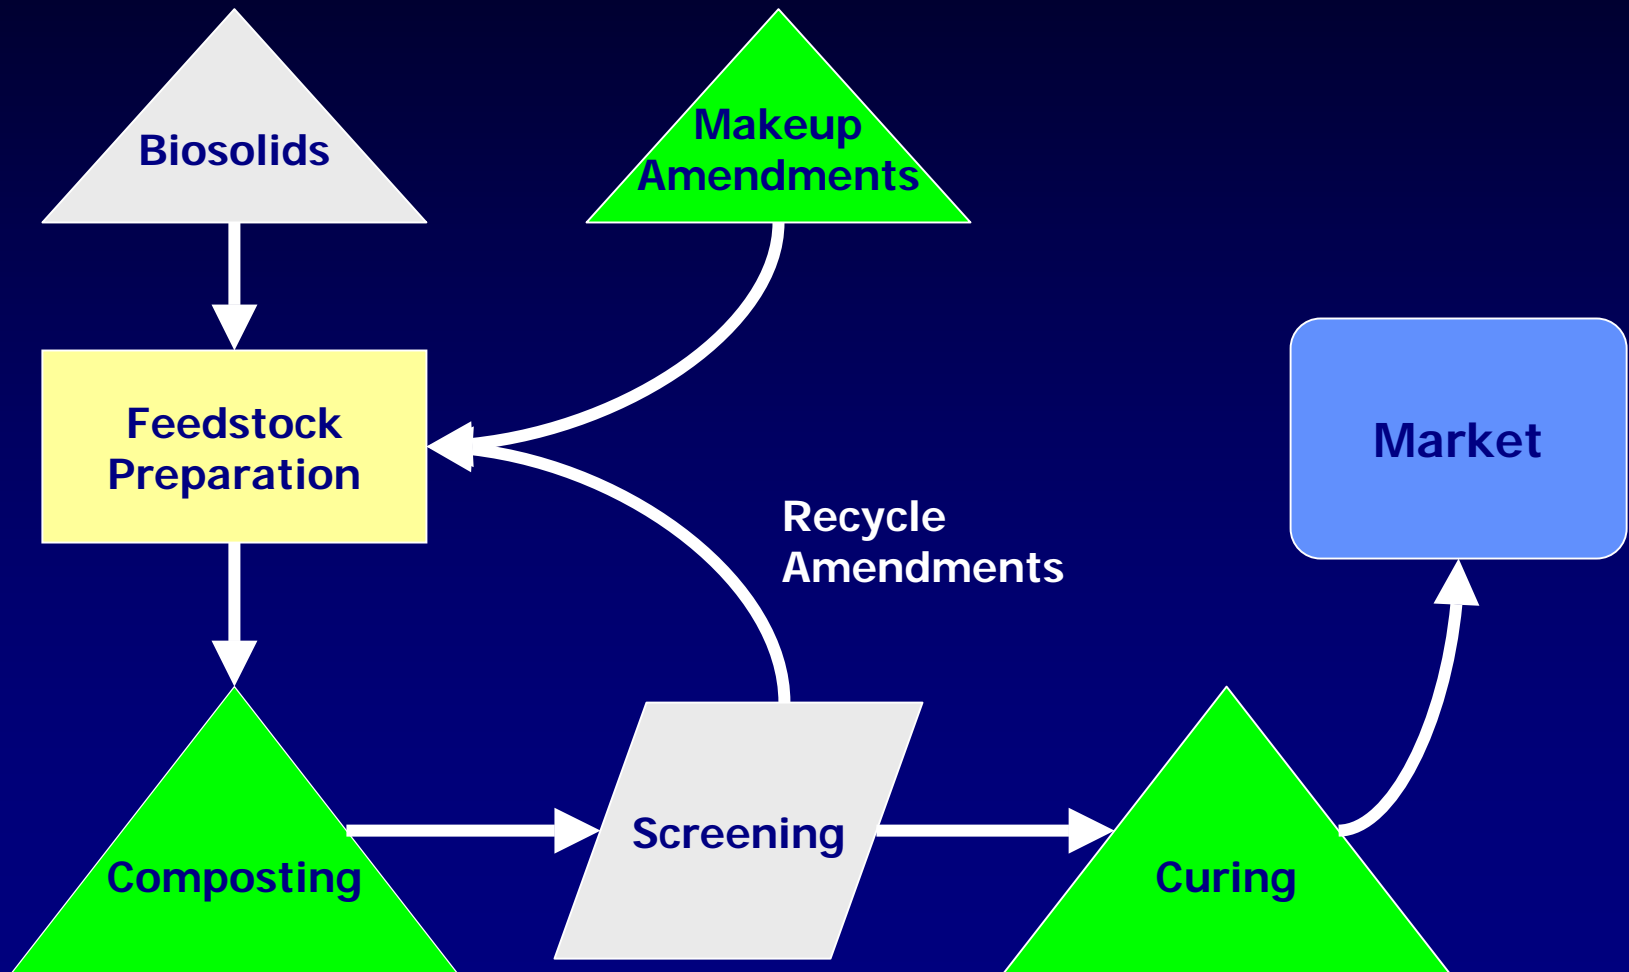 Biosolids
Makeup
Amendments
Feedstock
Preparation
Market
Recycle
Amendments
Composting
Screening
Curing